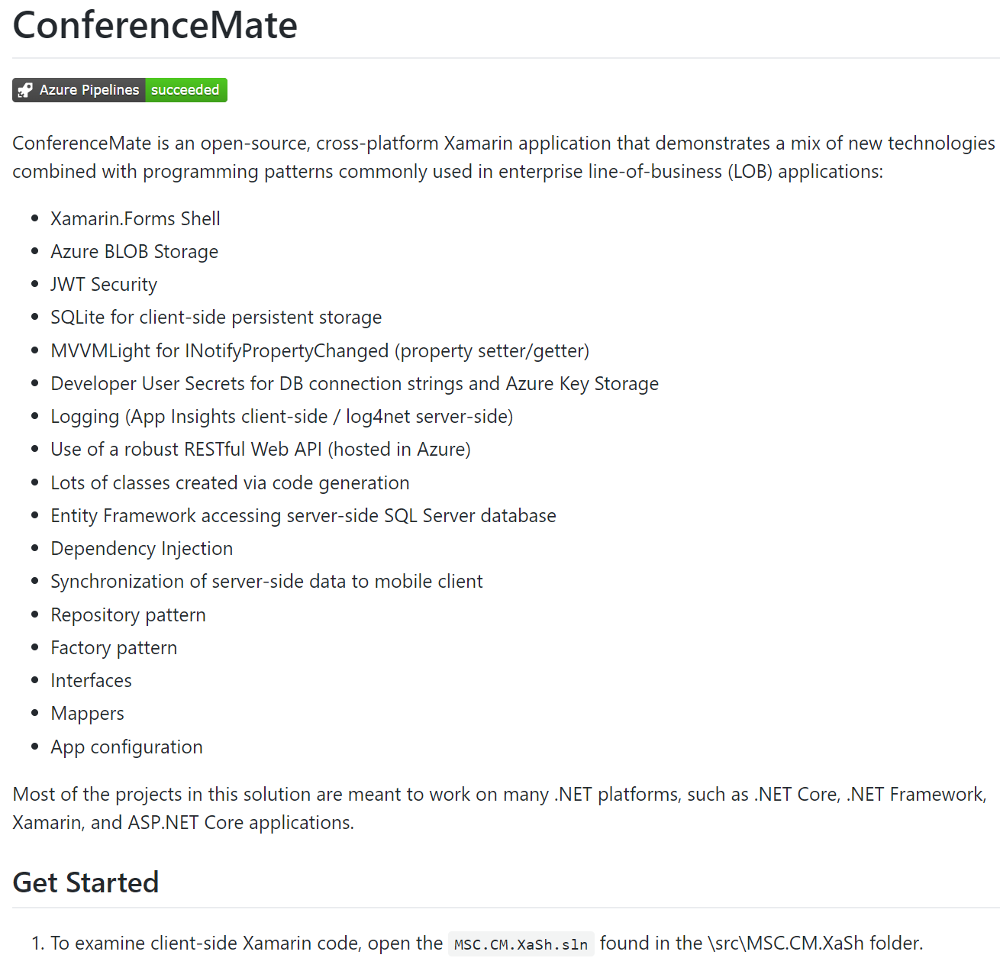 ConferenceMate
Azure Pipelines succeeded
ConferenceMate is an open-source, cross-platform Xamarin application that demonstrates a mix of new technologies
combined with programming patterns commonly used in enterprise line-of-business (LOB) applications:
• Xamarin.Forms Shell
• Azure BLOB Storage
• JWT Security
• SQLite for client-side persistent storage
• MVVMLight for INotifyPropertyChanged (property setter/getter)
• Developer User Secrets for DB connection strings and Azure Key Storage
• Logging (App Insights client-side / log4net server-side)
• Use of a robust RESTful Web API (hosted in Azure)
• Lots of classes created via code generation
• Entity Framework accessing server-side SQL Server database
• Dependency Injection
• Synchronization of server-side data to mobile client
• Repository pattern
• Factory pattern
• Interfaces
• Mappers
• App configuration
Most of the projects in this solution are meant to work on many .NET platforms, such as .NET Core, .NET Framework,
Xamarin, and ASP.NET Core applications.
Get Started
1. To examine client-side Xamarin code, open the MSC.CM.XaSh.sln found in the \src\MSC.CM.XaSh folder.